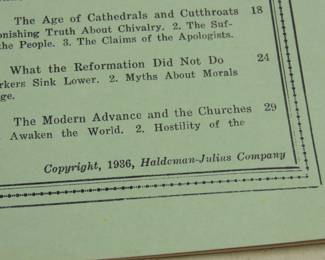 The Age of Cathedrals and Cutthroats 18
onishing Truth About Chivalry. 2. The Suf-
the People. 3. The Claims of the Apologists.
What the Reformation Did Not Do 24
rkers Sink Lower. 2. Myths About Morals
ge.
The Modern Advance and the Churches 29
Awaken the World. 2. Hostility of the
Copyright, 1936, Haldeman-Julius Company